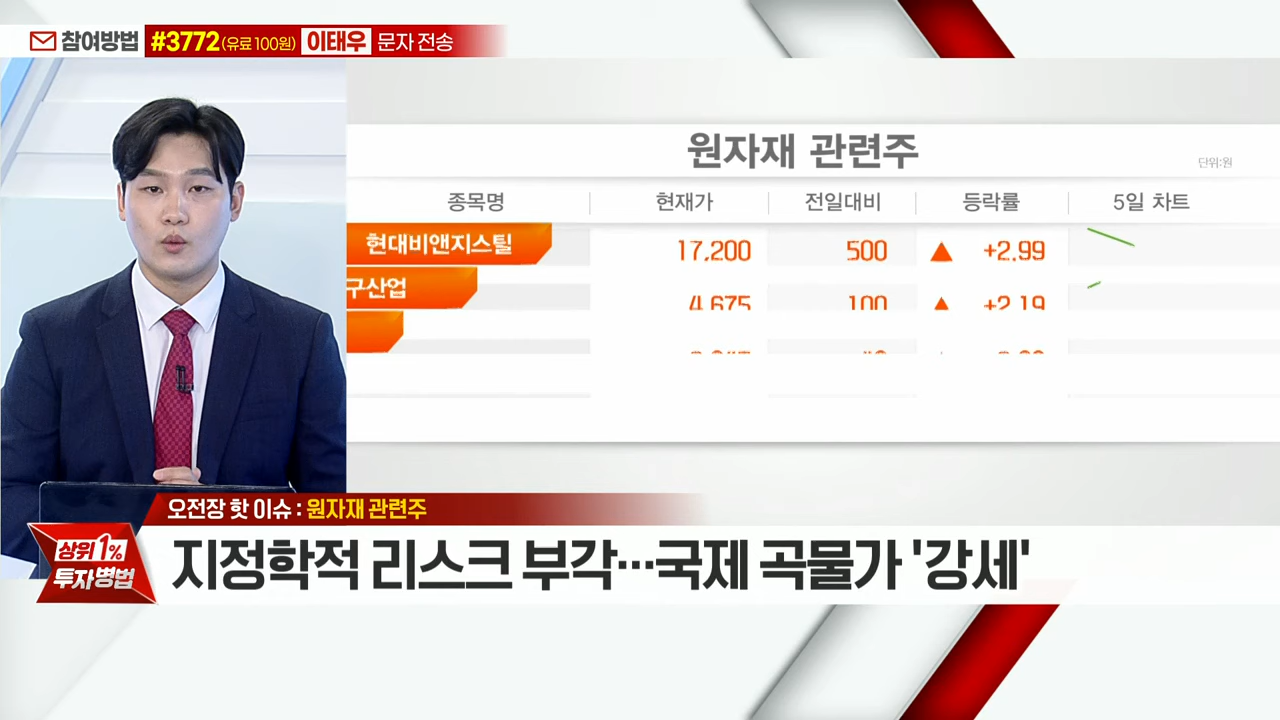 참여방법 #3772(유료 100원) 이태우 문자 전송
원자재 관련주
단위:원
종목명 현재가 전일대비 등락률 5일 차트
현대비앤지스틸 17,200 500 ▲ +2.99
구산업 4,675 100 ▲ +2.19
오전장 핫 이슈 : 원자재 관련주
상위 1% 투자병법
지정학적 리스크 부각…국제 곡물가 '강세'